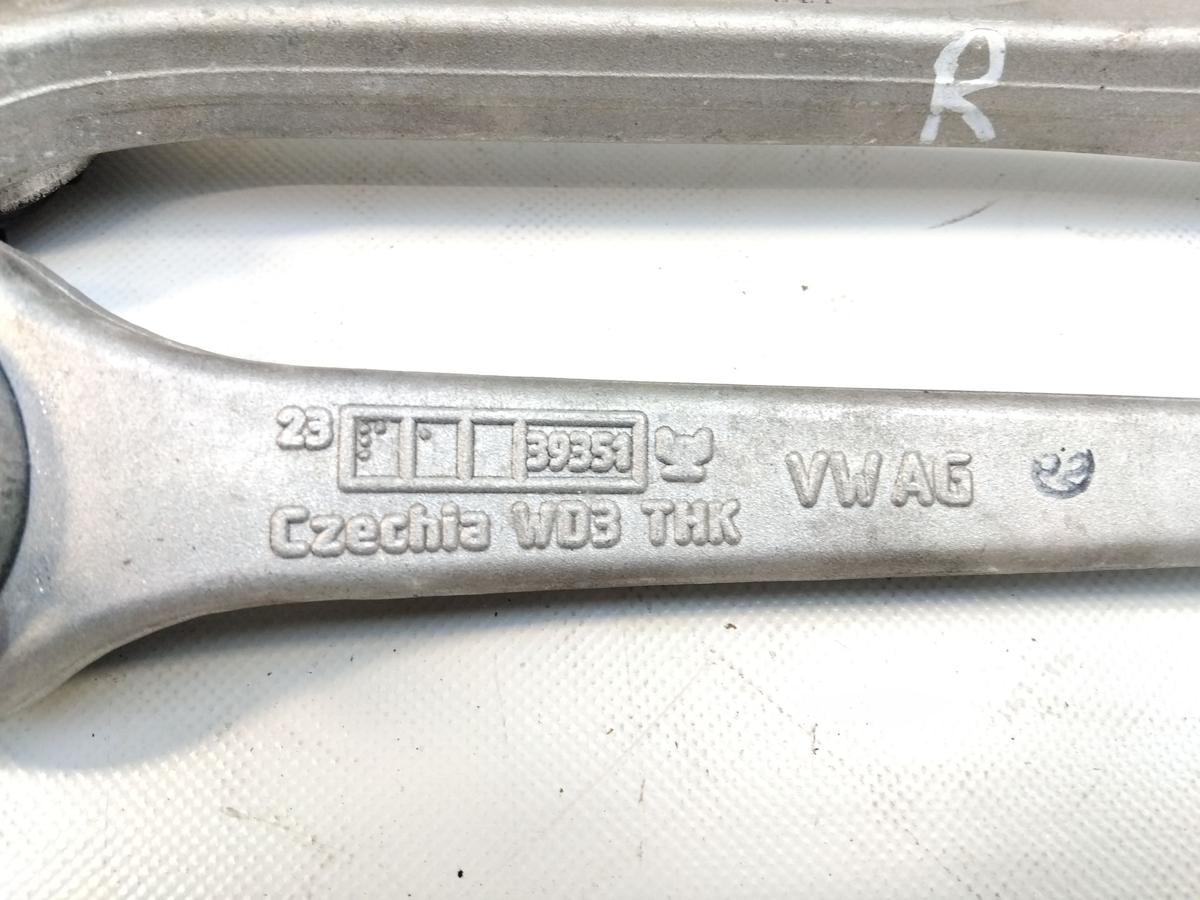 R
23 39351
Czechia WD3 THK
VW AG